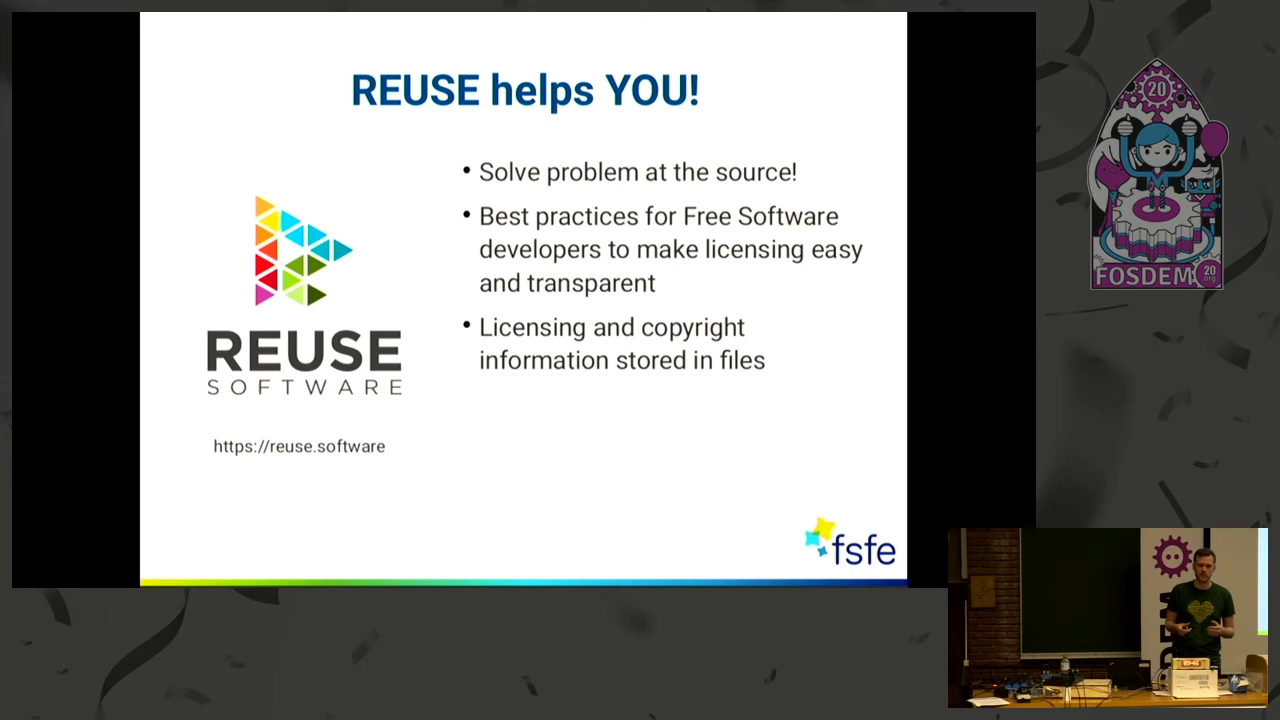 REUSE helps YOU!
• Solve problem at the source!
• Best practices for Free Software
developers to make licensing easy
and transparent
• Licensing and copyright
information stored in files
REUSE
SOFTWARE
https://reuse.software
fsfe
20
FOSDEM
20
.org